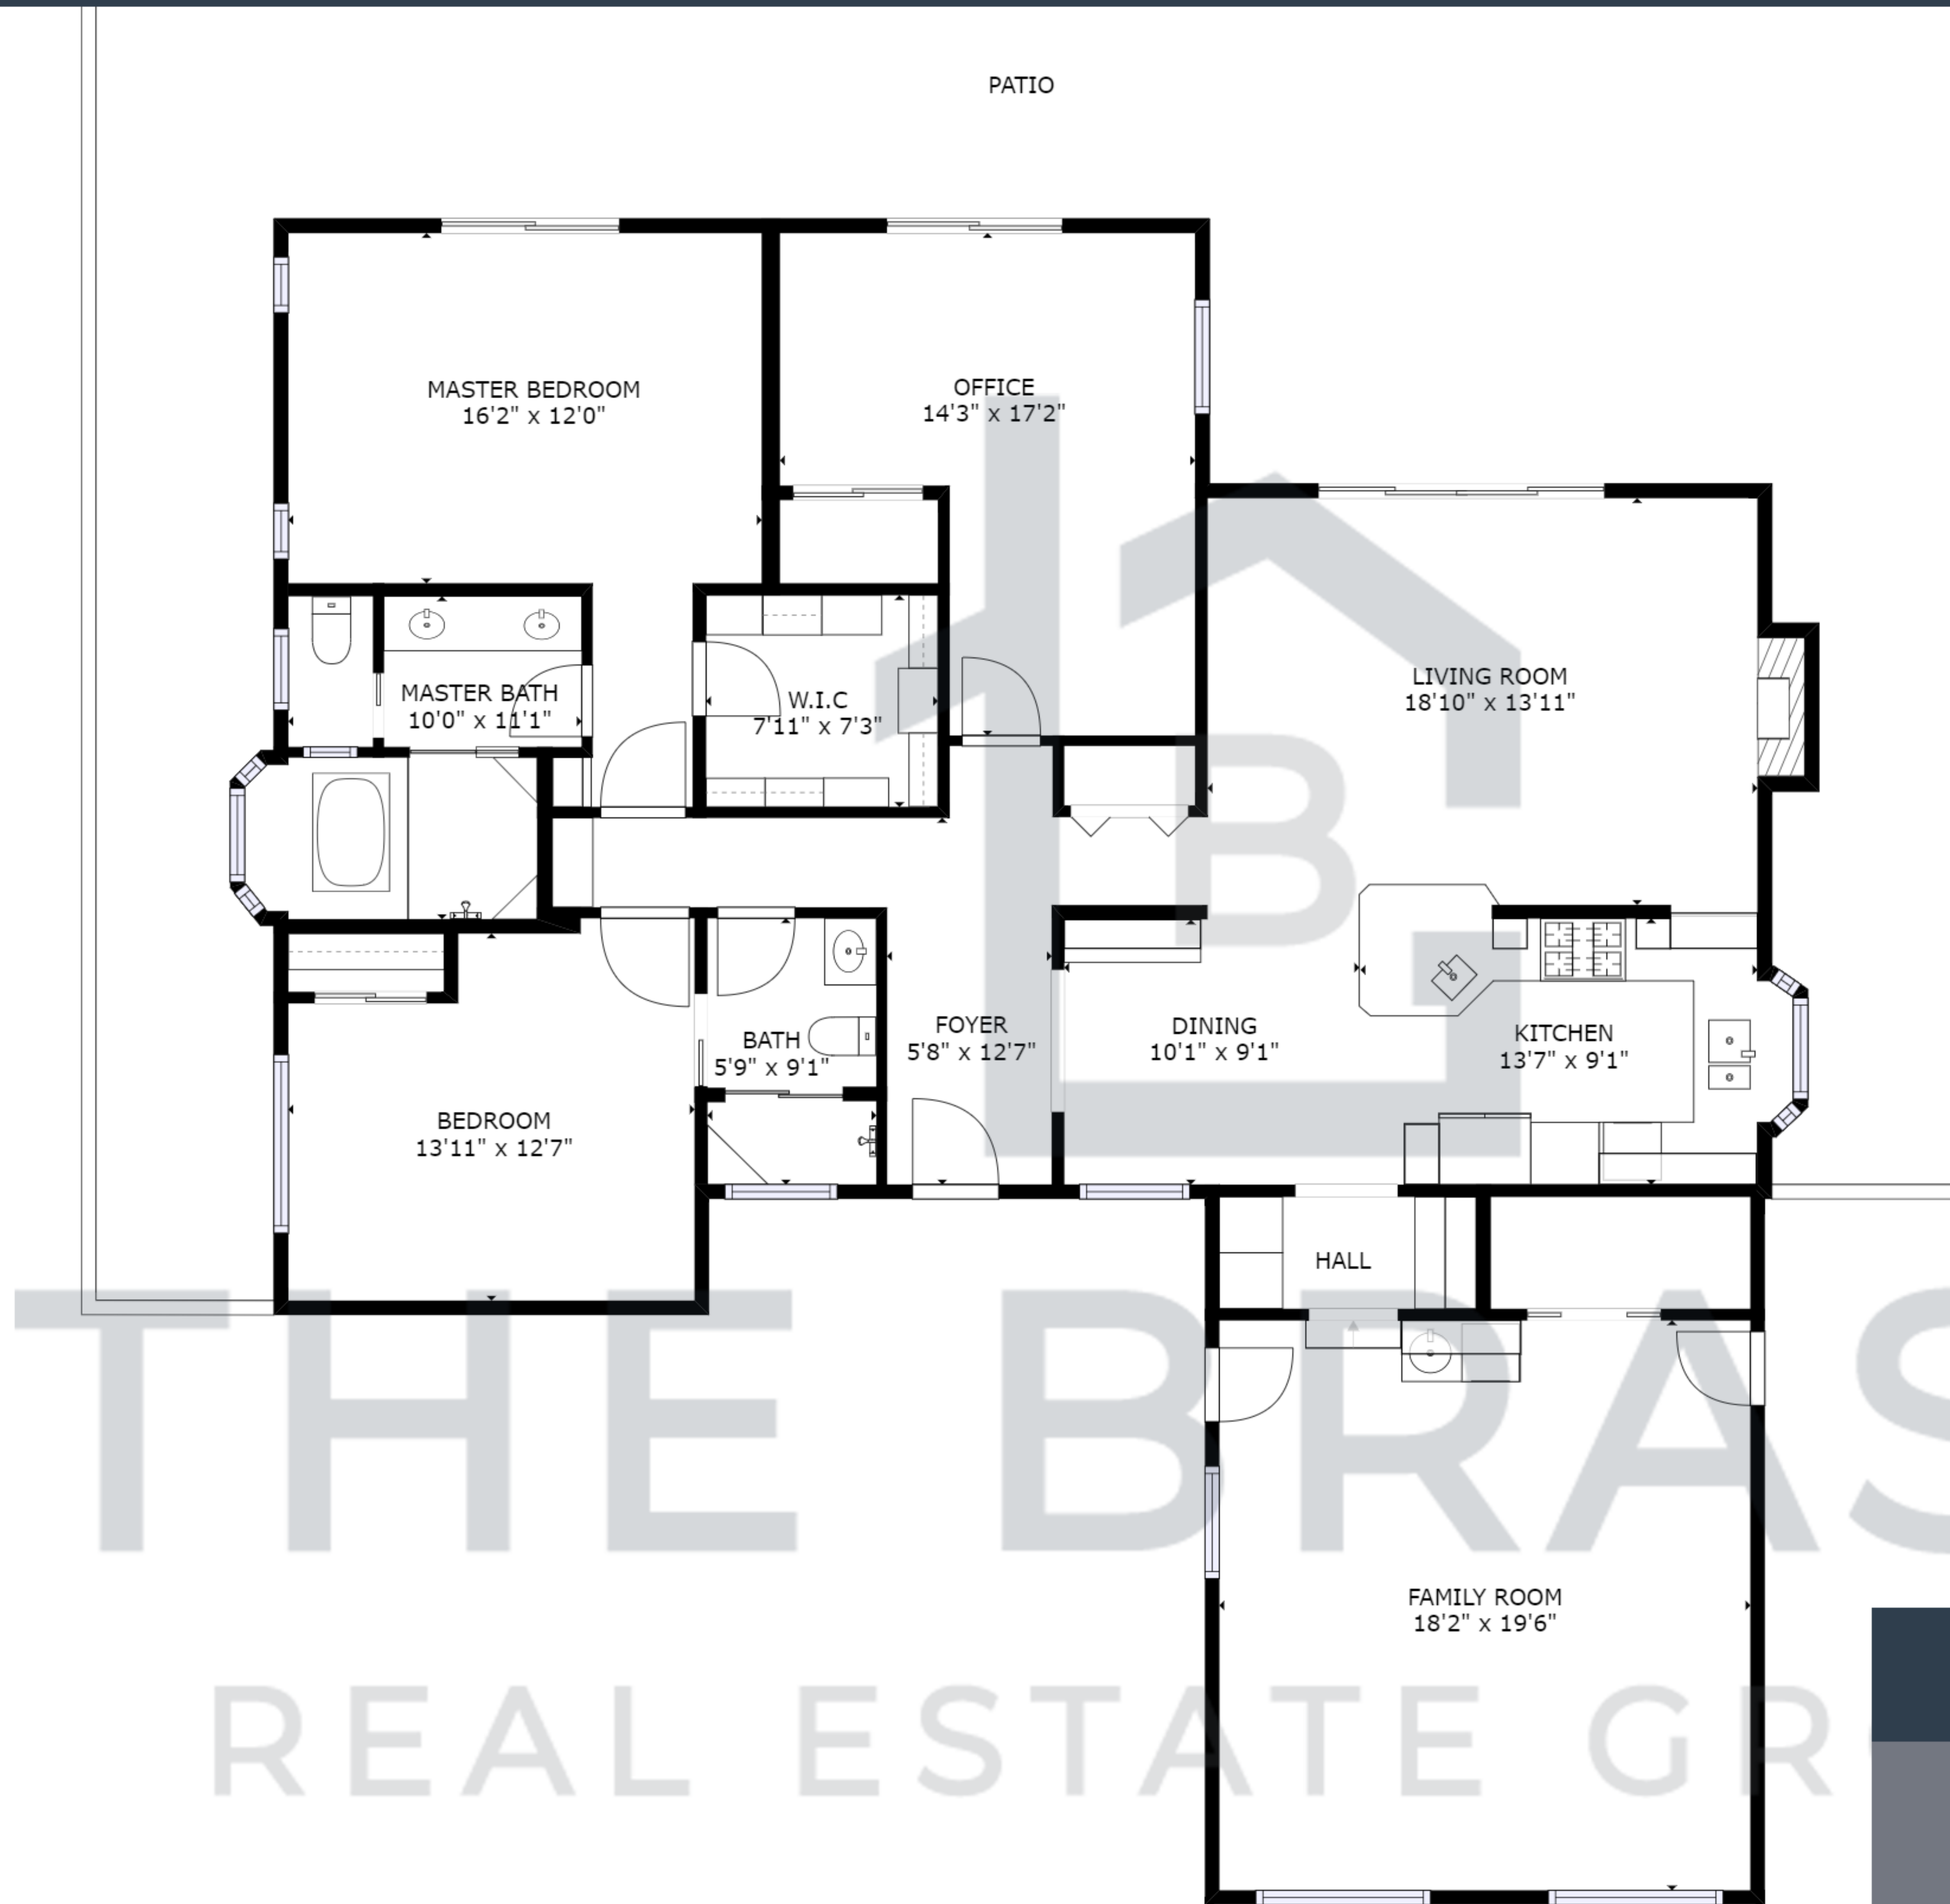 PATIO
MASTER BEDROOM
16'2" x 12'0"
OFFICE
14'3" x 17'2"
MASTER BATH
10'0" x 11'1"
W.I.C
7'11" x 7'3"
LIVING ROOM
18'10" x 13'11"
B
BEDROOM
13'11" x 12'7"
BATH
5'9" x 9'1"
FOYER
5'8" x 12'7"
DINING
10'1" x 9'1"
KITCHEN
13'7" x 9'1"
HALL
THE BRAS
FAMILY ROOM
18'2" x 19'6"
REAL ESTATE GR